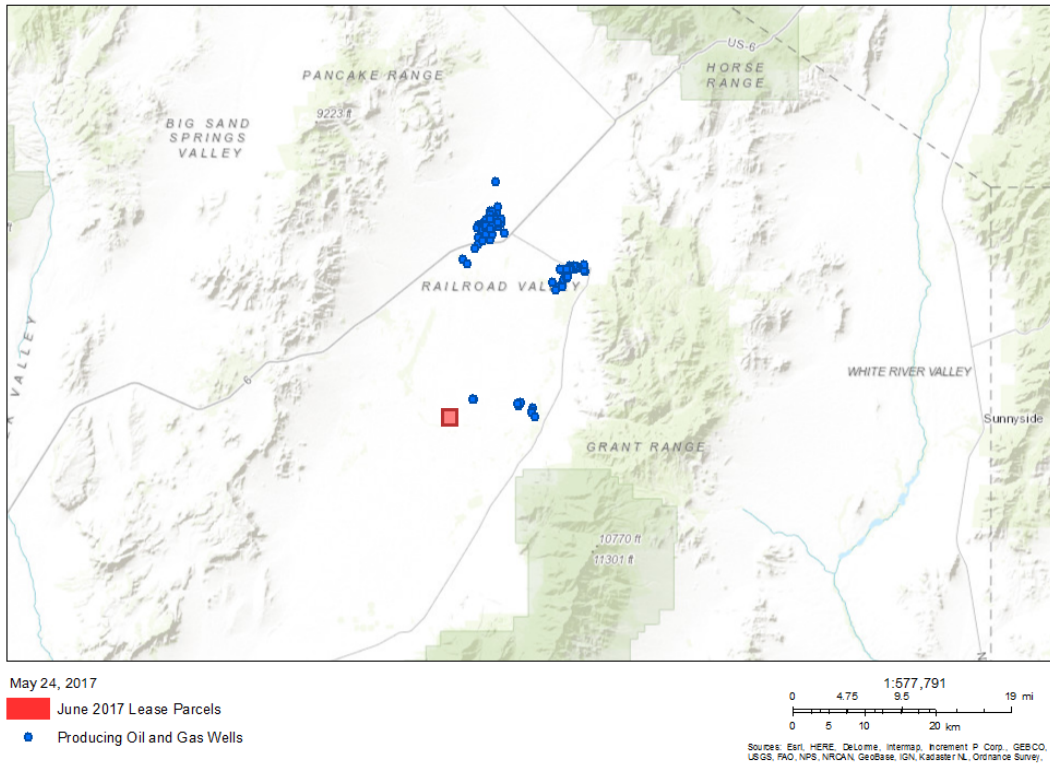 US-6
PANCAKE RANGE
HORSE
RANGE
9223 ft
BIG SAND
SPRINGS
VALLEY
ft
RAILROAD VALLEY
VALLEY
6
WHITE RIVER VALLEY
Sunnyside
GRANT RANGE
10770 ft
11301 ft
N
May 24, 2017
June 2017 Lease Parcels
Producing Oil and Gas Wells
1:577,791
0 4.75 9.5 19 mi
0 5 10 20 km
Sources: Esri, HERE, DeLorme, Intermap, Increment P Corp., GEBCO,
USGS, FAO, NPS, NRCAN, GeoBase, IGN, Kadaster NL, Ordnance Survey,